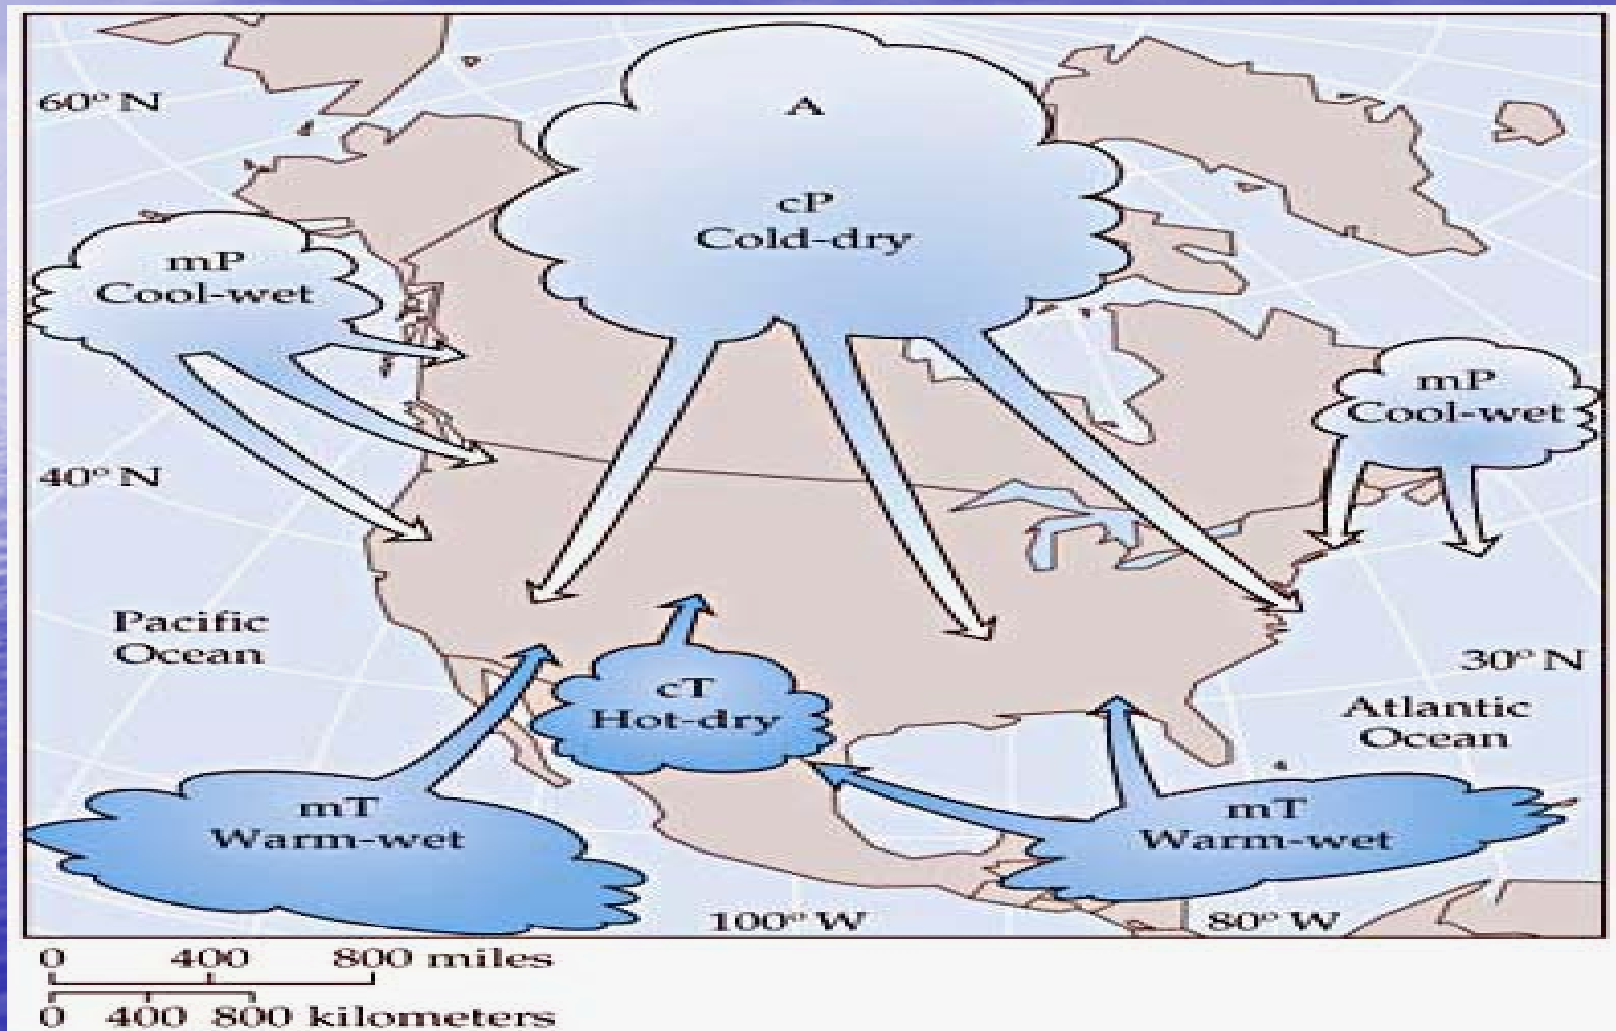 60° N
A
cP
Cold-dry
mP
Cool-wet
mP
Cool-wet
40° N
Pacific
Ocean
30° N
cT
Hot-dry
Atlantic
Ocean
mT
Warm-wet
mT
Warm-wet
100° W
80° W
0 400 800 miles
0 400 800 kilometers